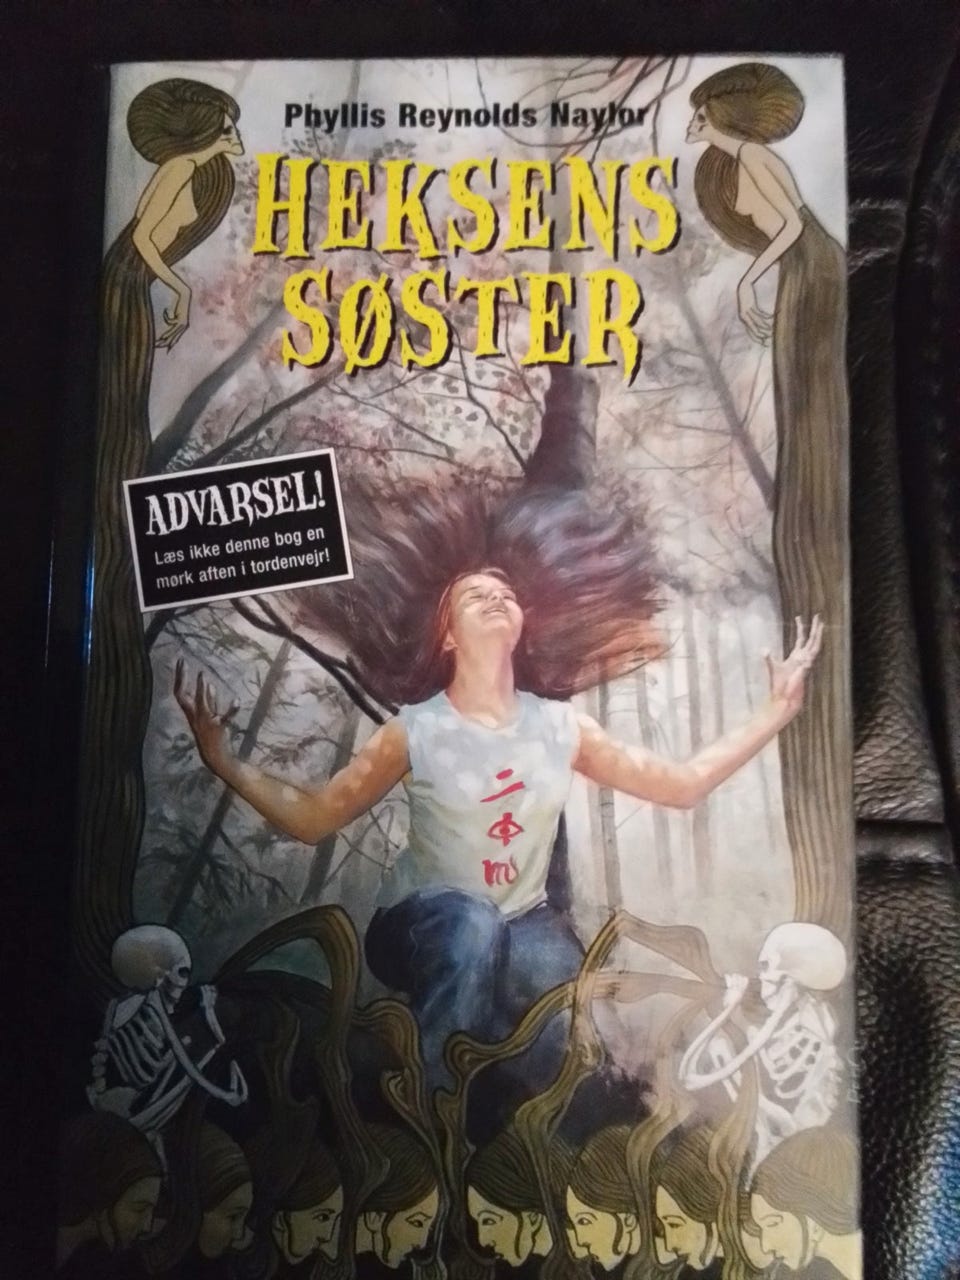 Phyllis Reynolds Naylor
HEKSENS
SØSTER
ADVARSEL!
Læs ikke denne bog en
mørk aften i tordenvejr!